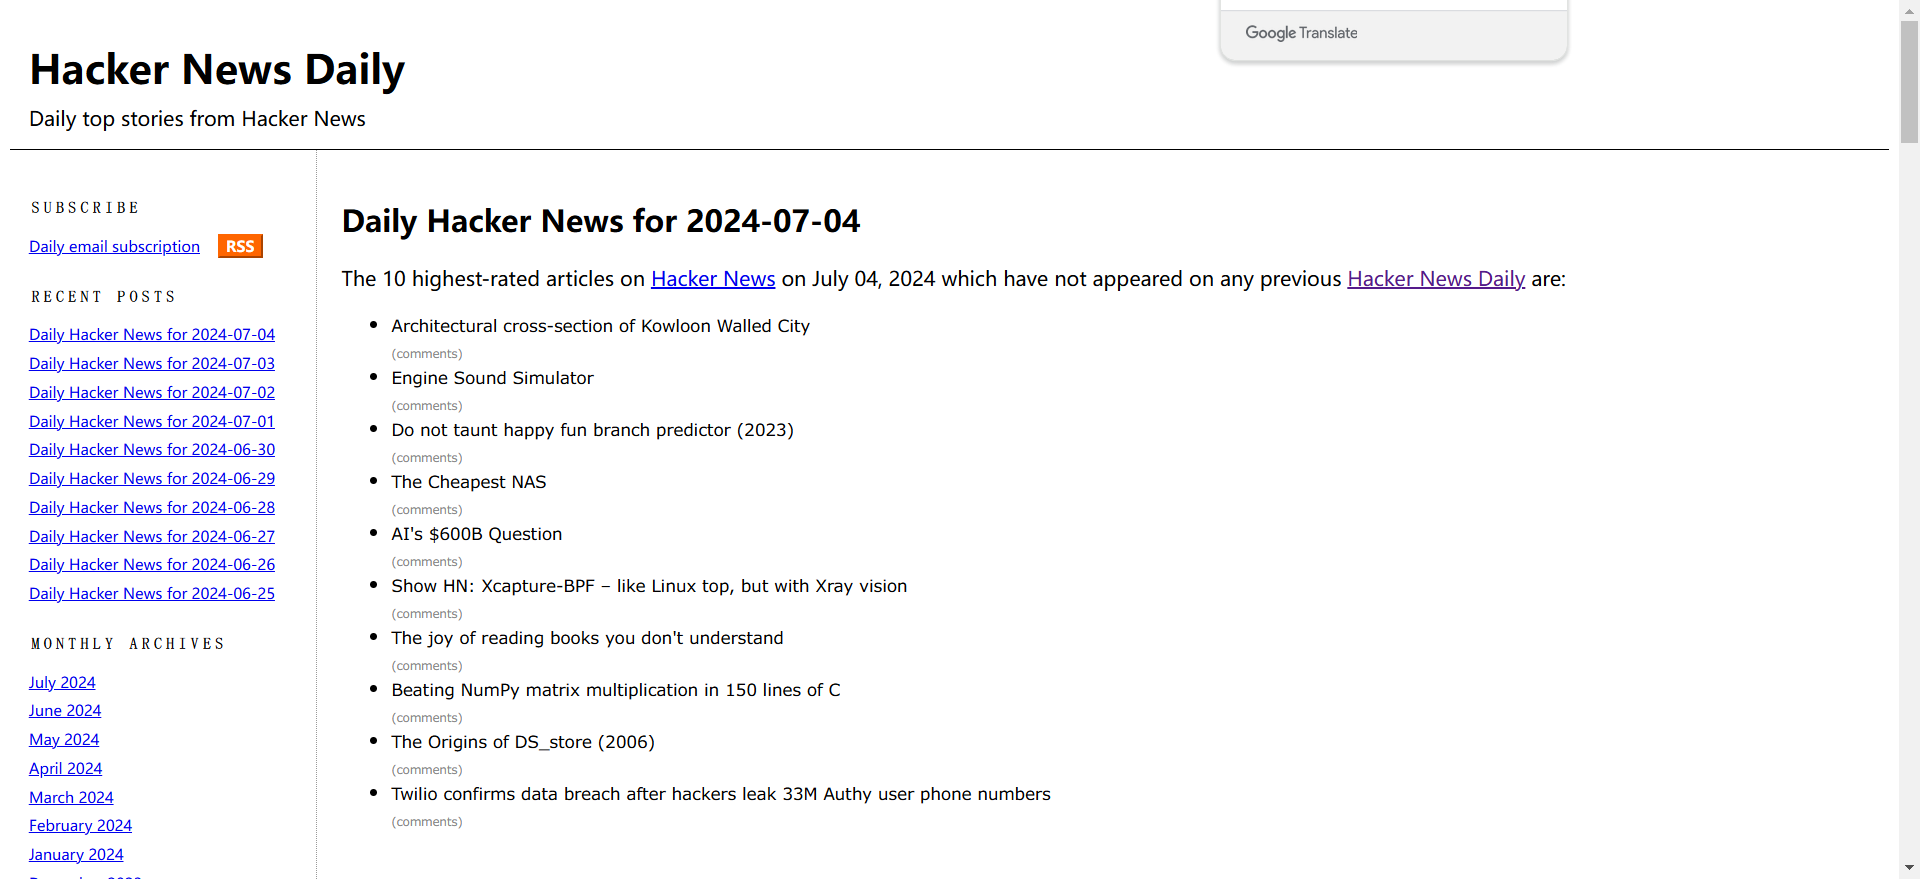 Google Translate
Hacker News Daily
Daily top stories from Hacker News
SUBSCRIBE
Daily email subscription RSS
RECENT POSTS
Daily Hacker News for 2024-07-04
Daily Hacker News for 2024-07-03
Daily Hacker News for 2024-07-02
Daily Hacker News for 2024-07-01
Daily Hacker News for 2024-06-30
Daily Hacker News for 2024-06-29
Daily Hacker News for 2024-06-28
Daily Hacker News for 2024-06-27
Daily Hacker News for 2024-06-26
Daily Hacker News for 2024-06-25
MONTHLY ARCHIVES
July 2024
June 2024
May 2024
April 2024
March 2024
February 2024
January 2024
Daily Hacker News for 2024-07-04
The 10 highest-rated articles on Hacker News on July 04, 2024 which have not appeared on any previous Hacker News Daily are:
Architectural cross-section of Kowloon Walled City
(comments)
Engine Sound Simulator
(comments)
Do not taunt happy fun branch predictor (2023)
(comments)
The Cheapest NAS
(comments)
AI's $600B Question
(comments)
Show HN: Xcapture-BPF – like Linux top, but with Xray vision
(comments)
The joy of reading books you don't understand
(comments)
Beating NumPy matrix multiplication in 150 lines of C
(comments)
The Origins of DS_store (2006)
(comments)
Twilio confirms data breach after hackers leak 33M Authy user phone numbers
(comments)